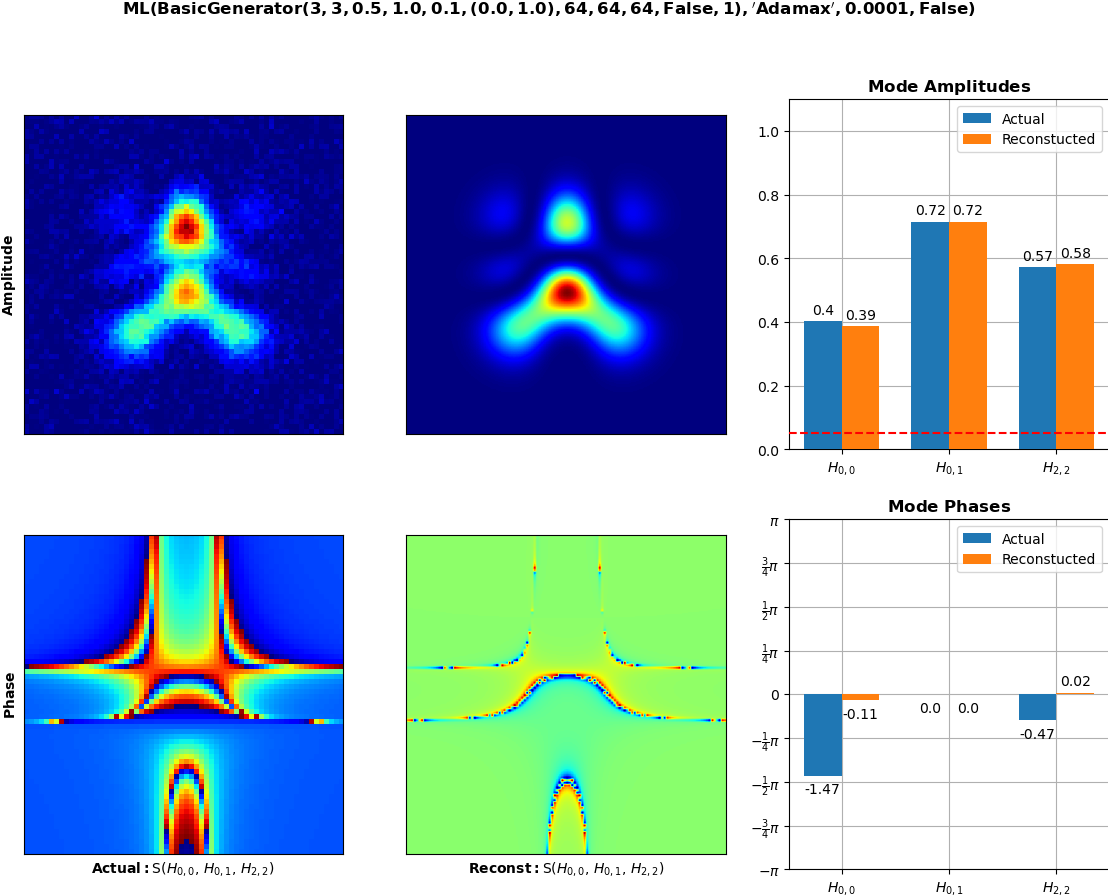 ML(BasicGenerator(3, 3, 0.5, 1.0, 0.1, (0.0, 1.0), 64, 64, 64, False, 1), 'Adamax', 0.0001, False)
Mode Amplitudes
Actual
Reconstucted
1.0
0.8
0.6
0.4
0.2
0.0
0.4
0.39
0.72
0.72
0.57
0.58
H0,0
H0,1
H2,2
Amplitude
Mode Phases
Actual
Reconstucted
π
3/4π
1/2π
1/4π
0
−1/4π
−1/2π
−3/4π
−π
-1.47
-0.11
0.0
0.0
-0.47
0.02
H0,0
H0,1
H2,2
Phase
Actual: S(H0,0, H0,1, H2,2)
Reconst: S(H0,0, H0,1, H2,2)